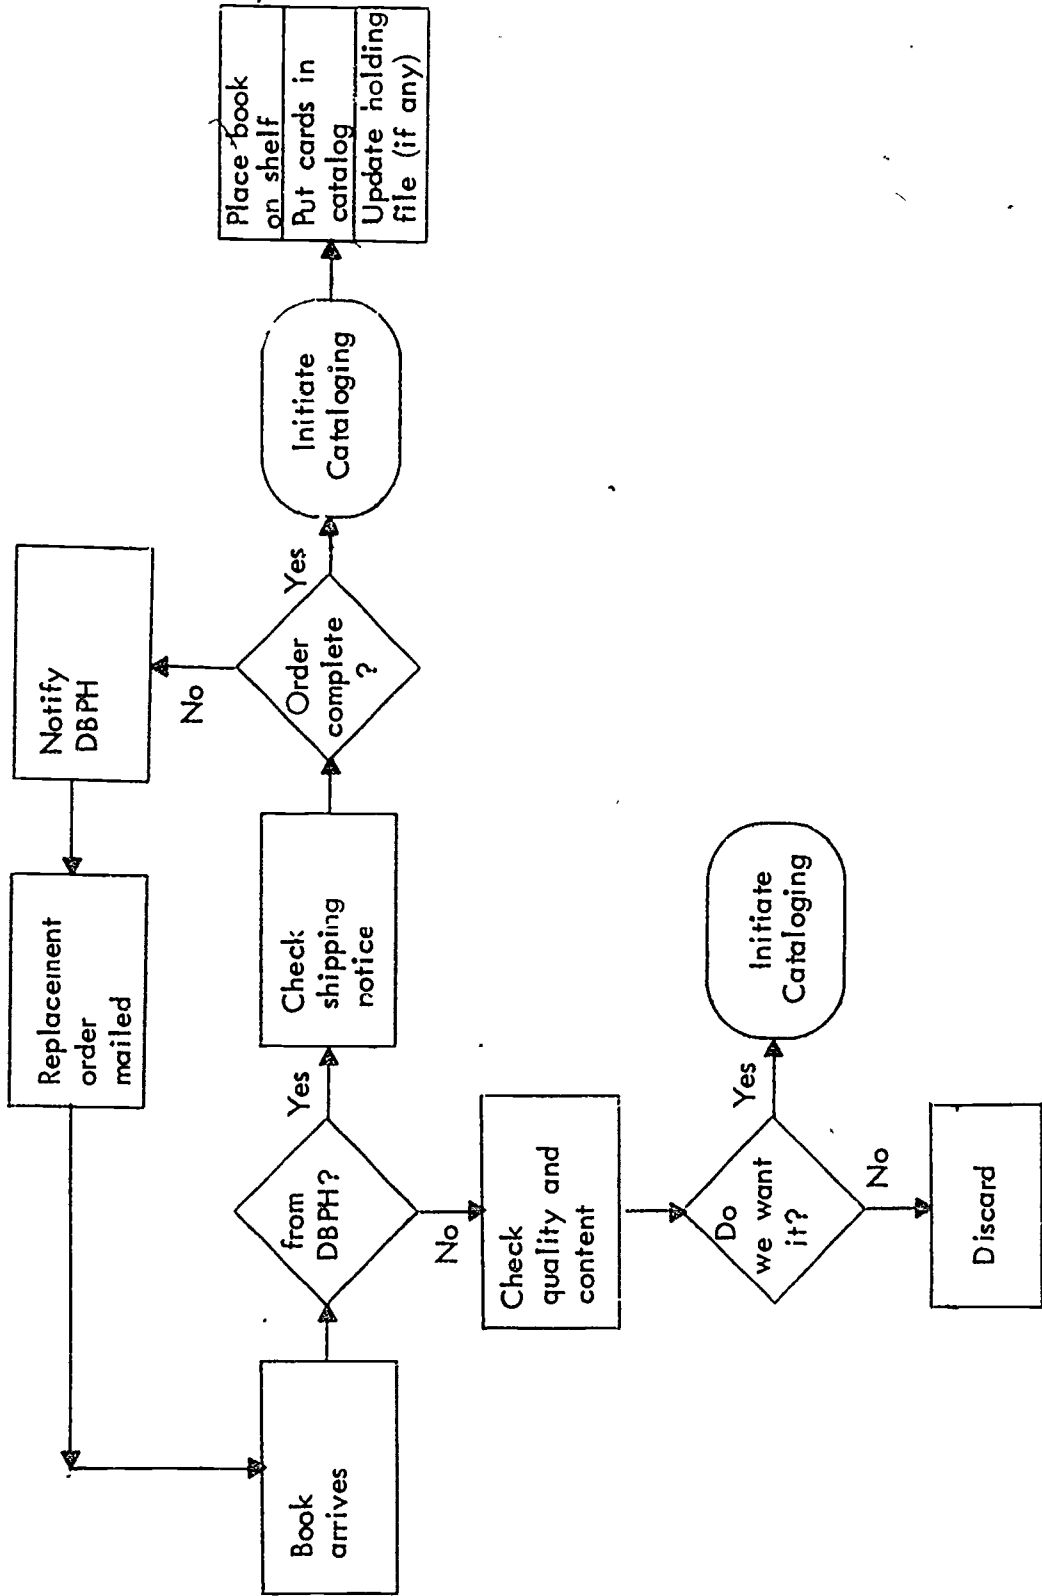 Replacement
order
mailed
Notify
DBPH
No
Book
arrives
from
DBPH?
Yes
Check
shipping
notice
Order
complete
?
Yes
Initiate
Cataloging
Place book
on shelf
Put cards in
catalog
Update holding
file (if any)
No
Check
quality and
content
Do
we want
it?
Yes
Initiate
Cataloging
No
Discard